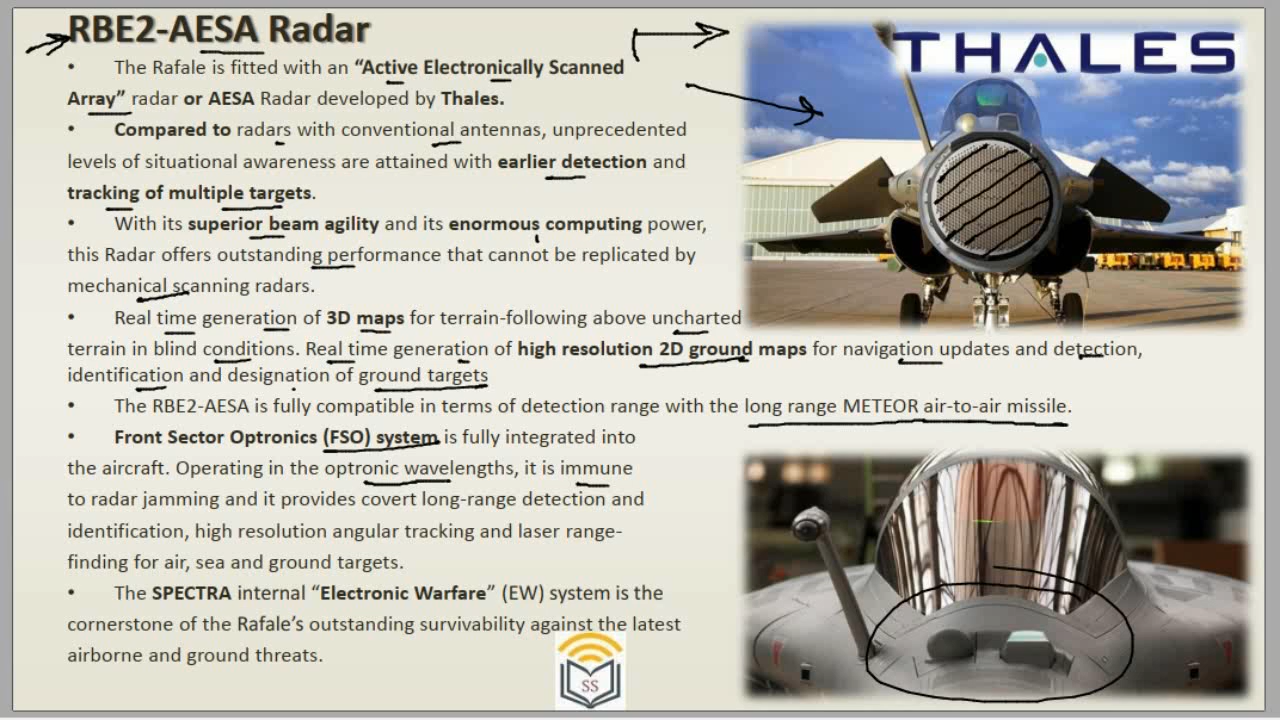 RBE2-AESA Radar
THALES
• The Rafale is fitted with an “Active Electronically Scanned
Array” radar or AESA Radar developed by Thales.
• Compared to radars with conventional antennas, unprecedented
levels of situational awareness are attained with earlier detection and
tracking of multiple targets.
• With its superior beam agility and its enormous computing power,
this Radar offers outstanding performance that cannot be replicated by
mechanical scanning radars.
• Real time generation of 3D maps for terrain-following above uncharted
terrain in blind conditions. Real time generation of high resolution 2D ground maps for navigation updates and detection,
identification and designation of ground targets
• The RBE2-AESA is fully compatible in terms of detection range with the long range METEOR air-to-air missile.
• Front Sector Optronics (FSO) system is fully integrated into
the aircraft. Operating in the optronic wavelengths, it is immune
to radar jamming and it provides covert long-range detection and
identification, high resolution angular tracking and laser range-
finding for air, sea and ground targets.
• The SPECTRA internal “Electronic Warfare” (EW) system is the
cornerstone of the Rafale’s outstanding survivability against the latest
airborne and ground threats.
SS